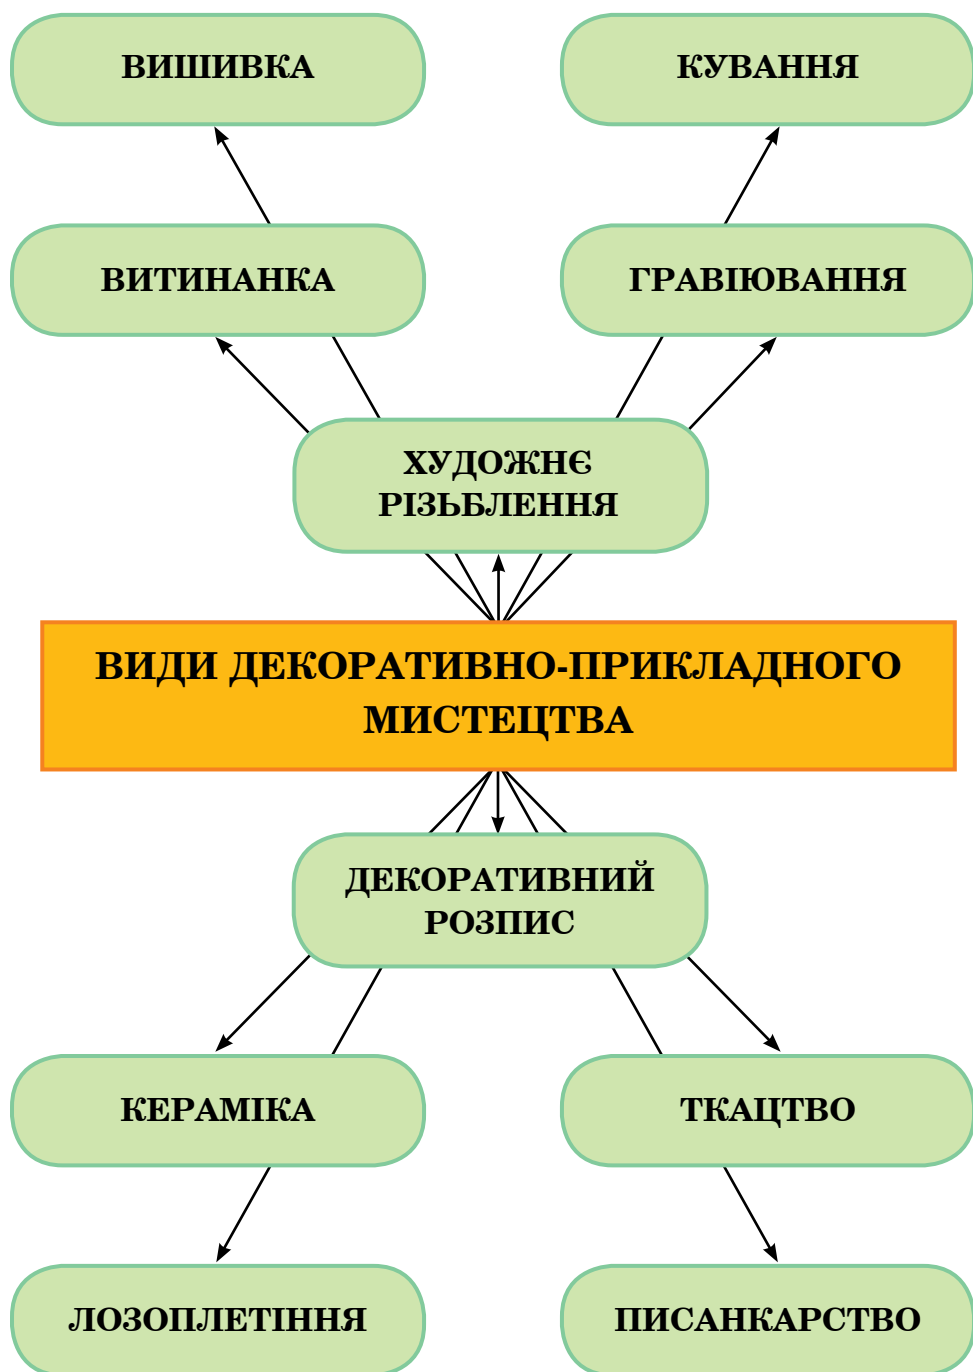 ВИШИВКА
КУВАННЯ
ВИТИНАНКА
ГРАВІЮВАННЯ
ХУДОЖНЄ
РІЗЬБЛЕННЯ
ВИДИ ДЕКОРАТИВНО-ПРИКЛАДНОГО
МИСТЕЦТВА
ДЕКОРАТИВНИЙ
РОЗПИС
КЕРАМІКА
ТКАЦТВО
ЛОЗОПЛЕТІННЯ
ПИСАНКАРСТВО